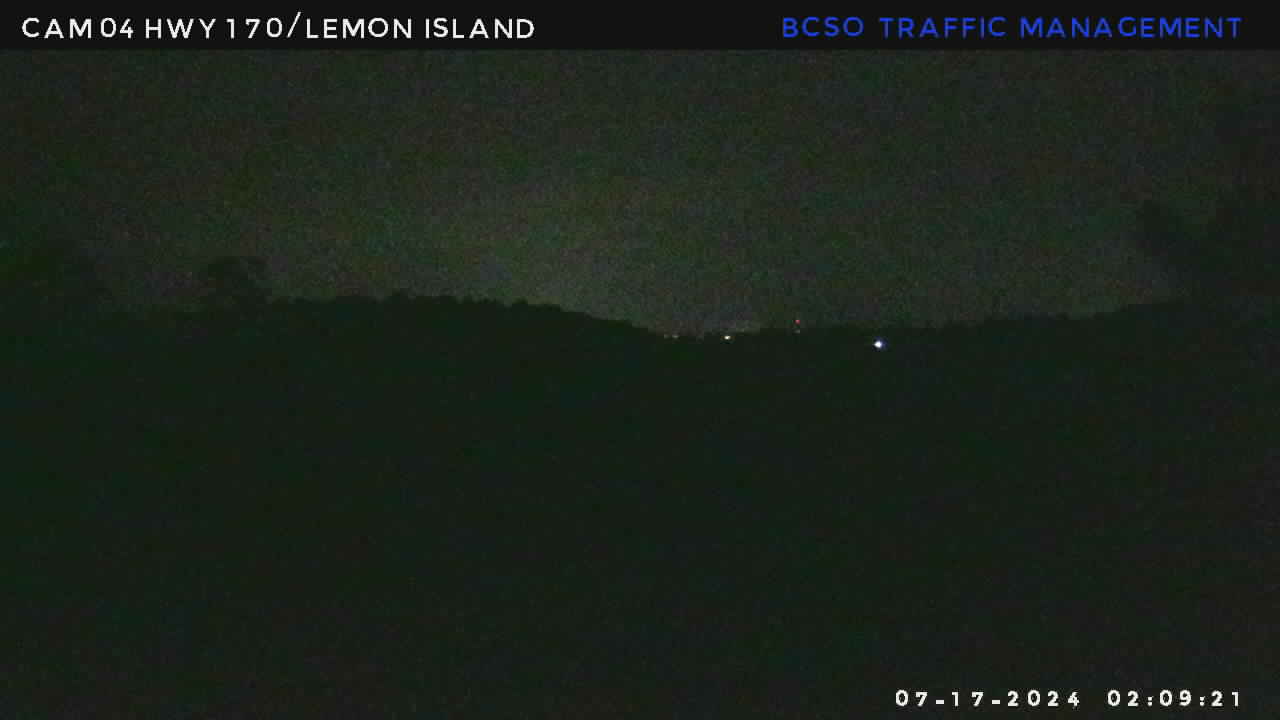 CAM04 HWY 170/LEMON ISLAND
BCSO TRAFFIC MANAGEMENT
07-17-2024 02:09:21